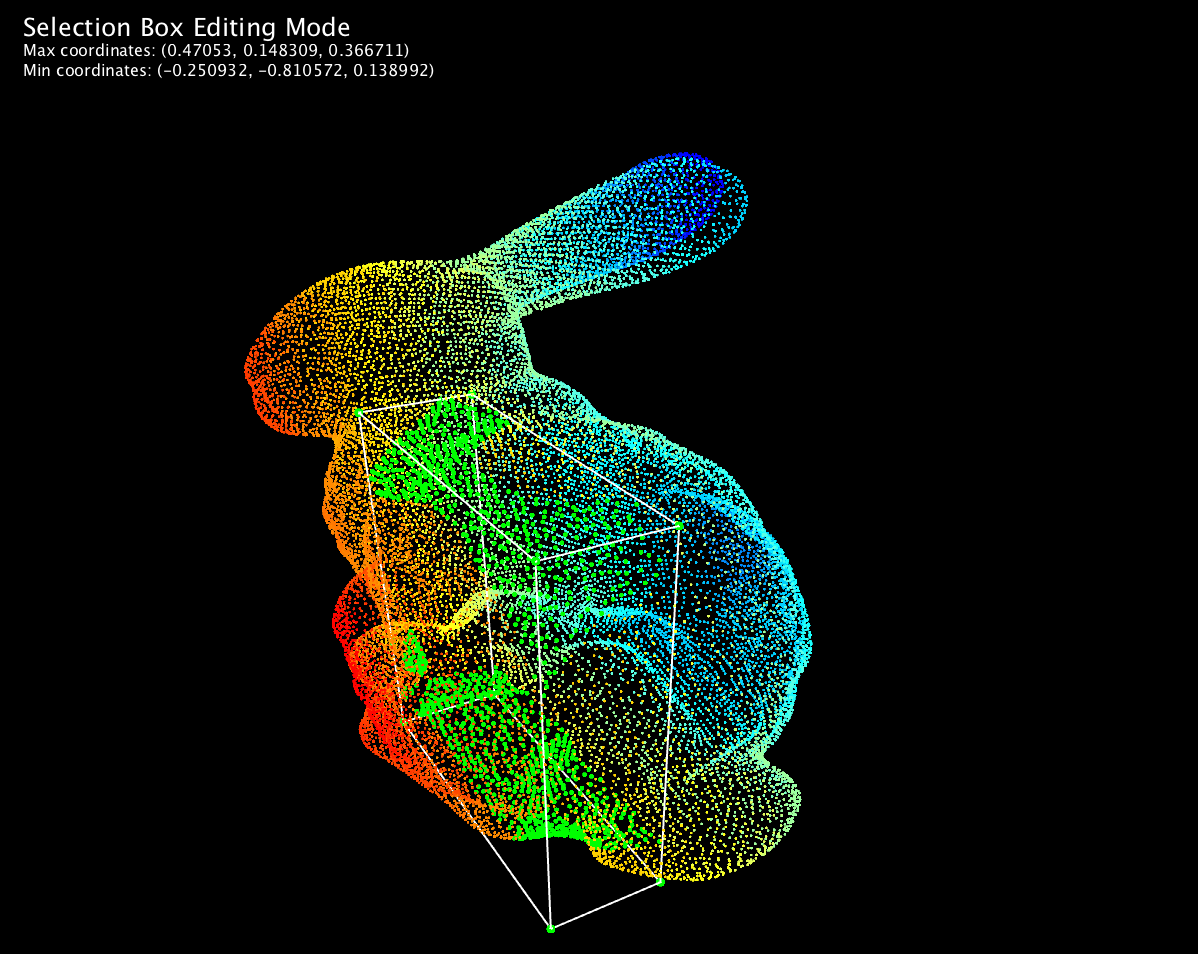 Selection Box Editing Mode
Max coordinates: (0.47053, 0.148309, 0.366711)
Min coordinates: (-0.250932, -0.810572, 0.138992)